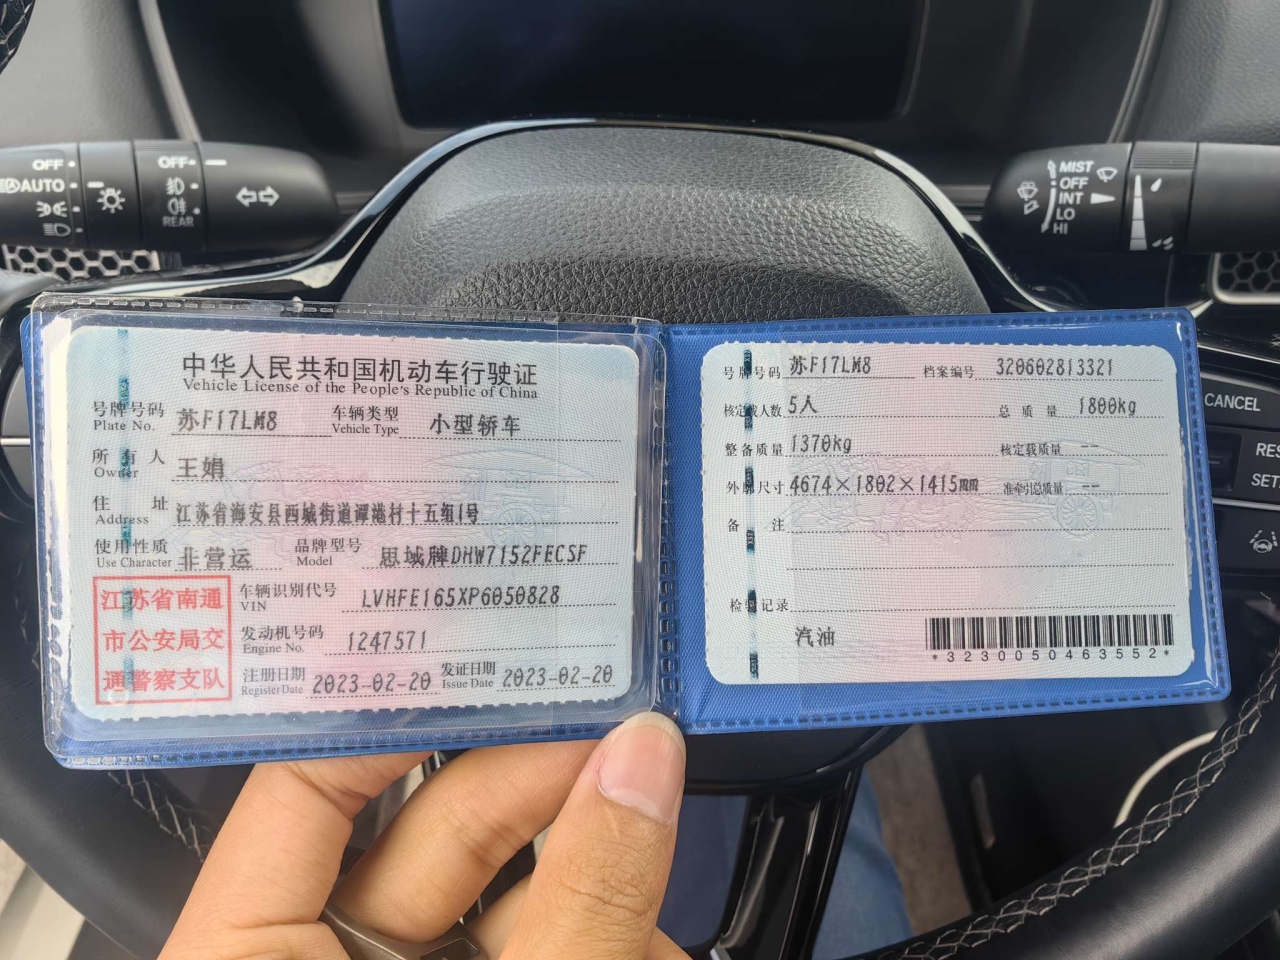 OFF
AUTO
OFF
REAR
MIST
OFF
INT
LO
HI
CANCEL
RES
SET
中华人民共和国机动车行驶证
Vehicle License of the People's Republic of China
号牌号码 苏F17LM8 车辆类型 小型轿车
Plate No. Vehicle Type
所有人 王娟
Owner
住址 江苏省海安县西城街道谭港村十五组1号
Address
使用性质 非营运 品牌型号 思域牌DHW7152FECSF
Use Character Model
江苏省南通
市公安局交
通警察支队
车辆识别代号 LVHFE165XP6050828
VIN
发动机号码 1247571
Engine No.
注册日期 2023-02-20 发证日期 2023-02-20
Register Date Issue Date
号牌号码 苏F17LM8 档案编号 320602813321
核定载人数 5人 总质量 1800kg
整备质量 1370kg 核定载质量 --
外廓尺寸 4674×1802×1415mm 准牵引总质量 --
备注
检验记录
汽油
*3230050463552*